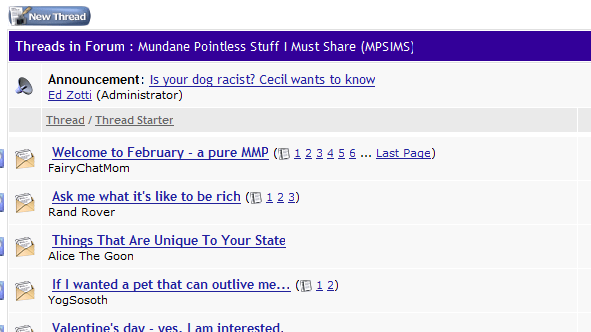 New Thread
Threads in Forum : Mundane Pointless Stuff I Must Share (MPSIMS)
Announcement: Is your dog racist? Cecil wants to know
Ed Zotti (Administrator)
Thread / Thread Starter
Welcome to February - a pure MMP ( 1 2 3 4 5 6 ... Last Page)
FairyChatMom
Ask me what it's like to be rich ( 1 2 3)
Rand Rover
Things That Are Unique To Your State
Alice The Goon
If I wanted a pet that can outlive me... ( 1 2)
YogSosoth
Valentine's day - yes, I am interested.